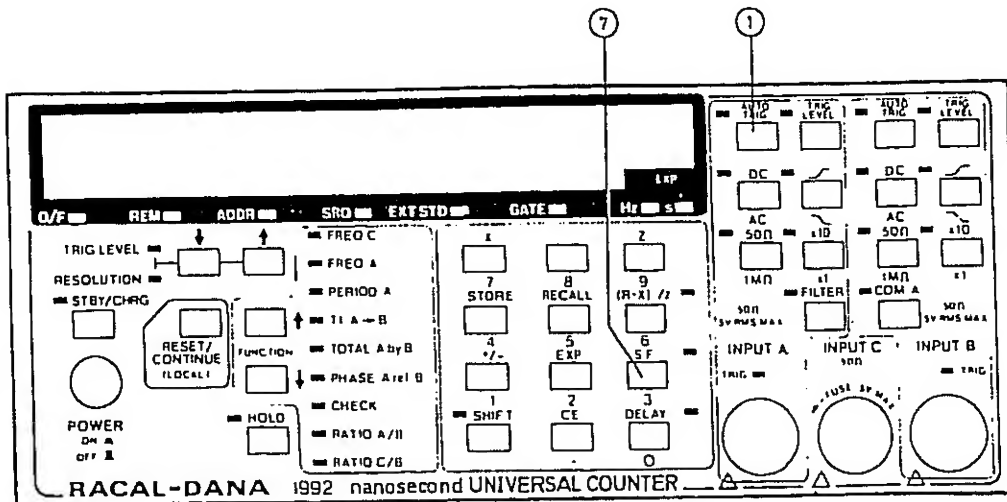 7 1
AUTO TRIG TRIG LEVEL AUTO TRIG TRIG LEVEL
EXP
DC DC
O/F REM ADDR SRQ EXT STD GATE Hz s
AC AC
TRIG LEVEL
FREQ C
X Z
50Ω x10 50Ω x10
RESOLUTION
FREQ A
7 8 9
1MΩ x1 1MΩ x1
STBY/CHRG
PERIOD A
STORE RECALL (R-X)/Z
FILTER COM A
T.I. A→B
50Ω 5V RMS MAX 50Ω 5V RMS MAX
RESET/ CONTINUE (LOCAL)
FUNCTION
TOTAL A by B
4 5 6
+/- EXP SF
INPUT A INPUT C 50Ω INPUT B
PHASE A rel B
TRIG TRIG
CHECK
1 2 3
SHIFT CE DELAY
FUSE 5V MAX
POWER
HOLD
ON
OFF
RATIO A/B
RATIO C/B
. 0
RACAL-DANA 1992 nanosecond UNIVERSAL COUNTER